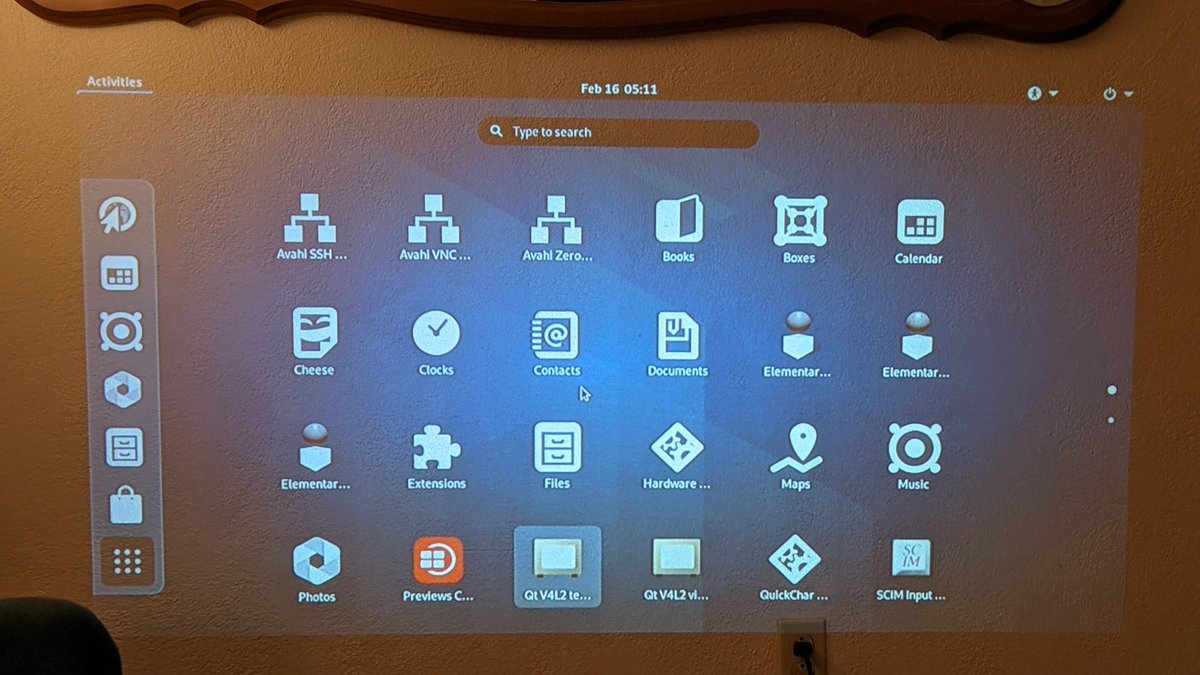 Activities
Feb 16 05:11
Type to search
Avahi SSH ...
Avahi VNC ...
Avahi Zero...
Books
Boxes
Calendar
Cheese
Clocks
Contacts
Documents
Elementar...
Elementar...
Elementar...
Extensions
Files
Hardware ...
Maps
Music
Photos
Previews C...
Qt V4L2 te...
Qt V4L2 vi...
QuickChar ...
SC
IM
SCIM Input ...